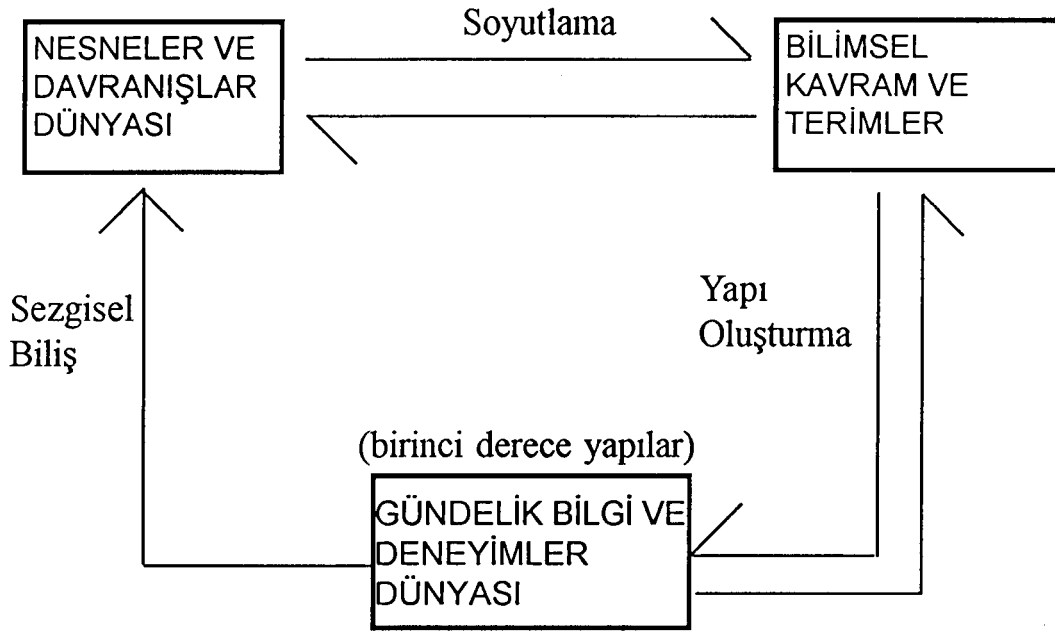 Soyutlama
NESNELER VE
DAVRANIŞLAR
DÜNYASI
BİLİMSEL
KAVRAM VE
TERİMLER
Sezgisel
Biliş
Yapı
Oluşturma
(birinci derece yapılar)
GÜNDELİK BİLGİ VE
DENEYİMLER
DÜNYASI